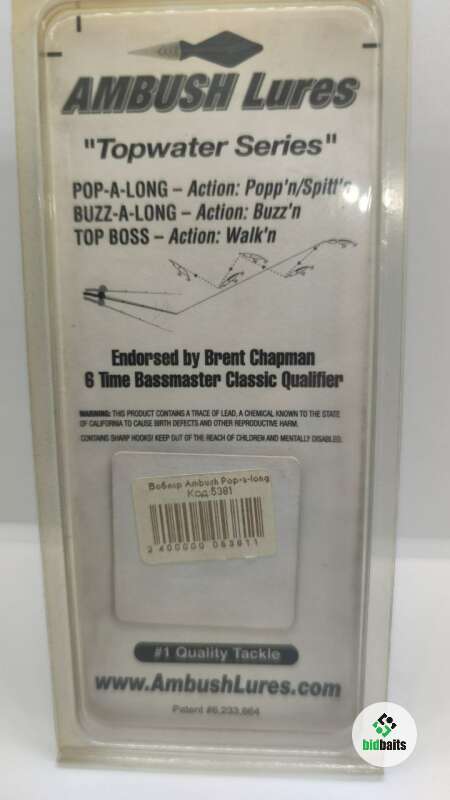 AMBUSH Lures
"Topwater Series"
POP-A-LONG – Action: Popp'n/Spitt'n
BUZZ-A-LONG – Action: Buzz'n
TOP BOSS – Action: Walk'n
Endorsed by Brent Chapman
6 Time Bassmaster Classic Qualifier
WARNING: THIS PRODUCT CONTAINS A TRACE OF LEAD, A CHEMICAL KNOWN TO THE STATE
OF CALIFORNIA TO CAUSE BIRTH DEFECTS AND OTHER REPRODUCTIVE HARM.
CONTAINS SHARP HOOKS! KEEP OUT OF THE REACH OF CHILDREN AND MENTALLY DISABLED.
Воблер Ambush Pop-a-long
Код:5381
2 400000 053811
#1 Quality Tackle
www.AmbushLures.com
Patent #6,233,664
bidbaits